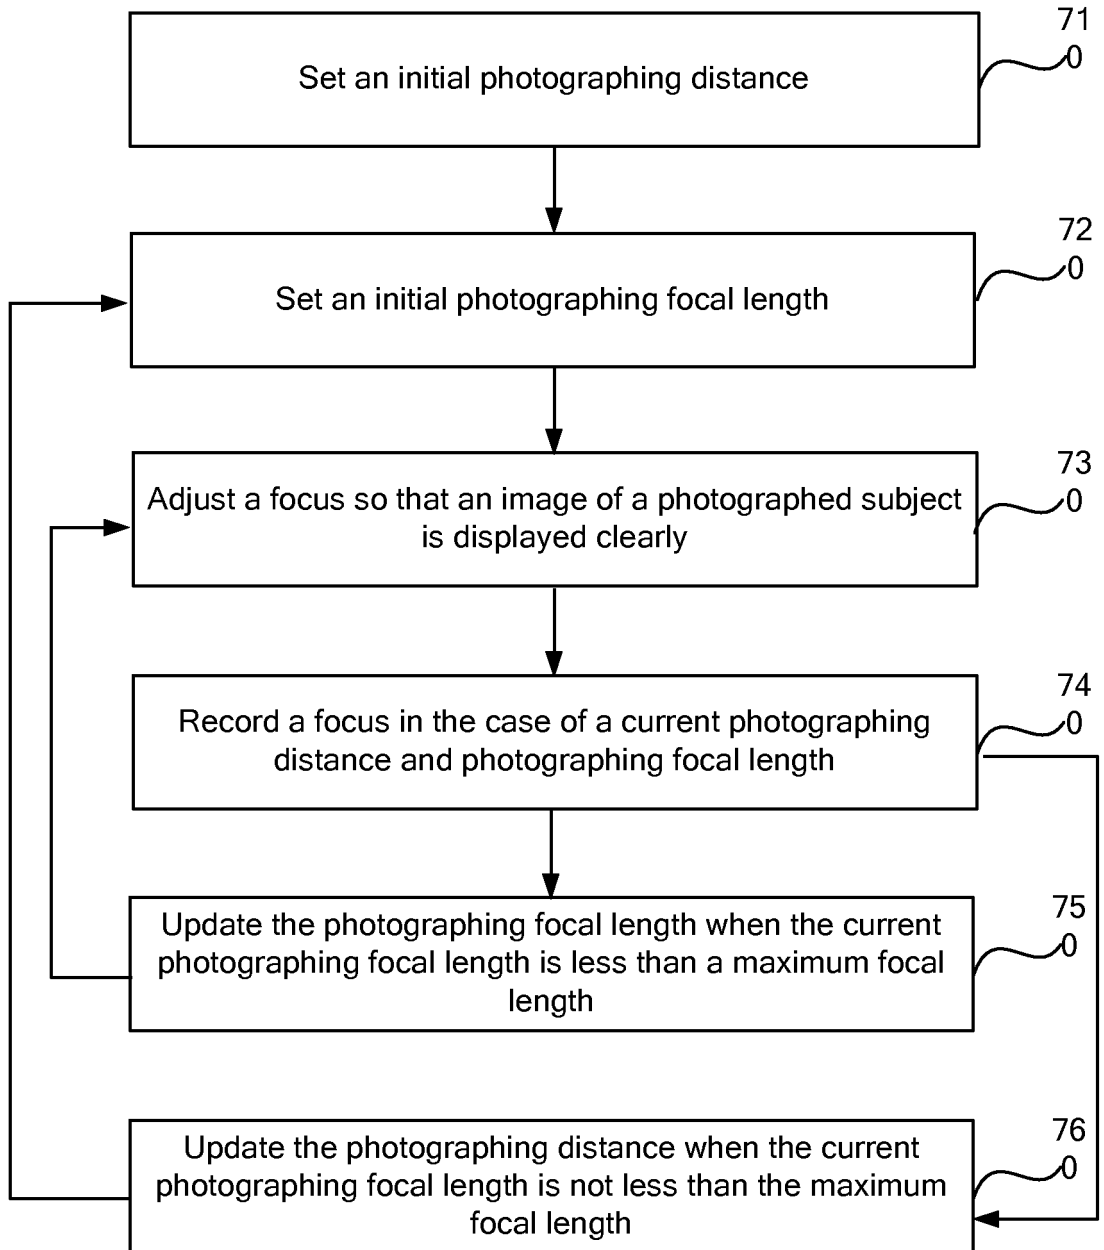 71
0
Set an initial photographing distance
72
0
Set an initial photographing focal length
73
0
Adjust a focus so that an image of a photographed subject
is displayed clearly
74
0
Record a focus in the case of a current photographing
distance and photographing focal length
75
0
Update the photographing focal length when the current
photographing focal length is less than a maximum focal
length
76
0
Update the photographing distance when the current
photographing focal length is not less than the maximum
focal length